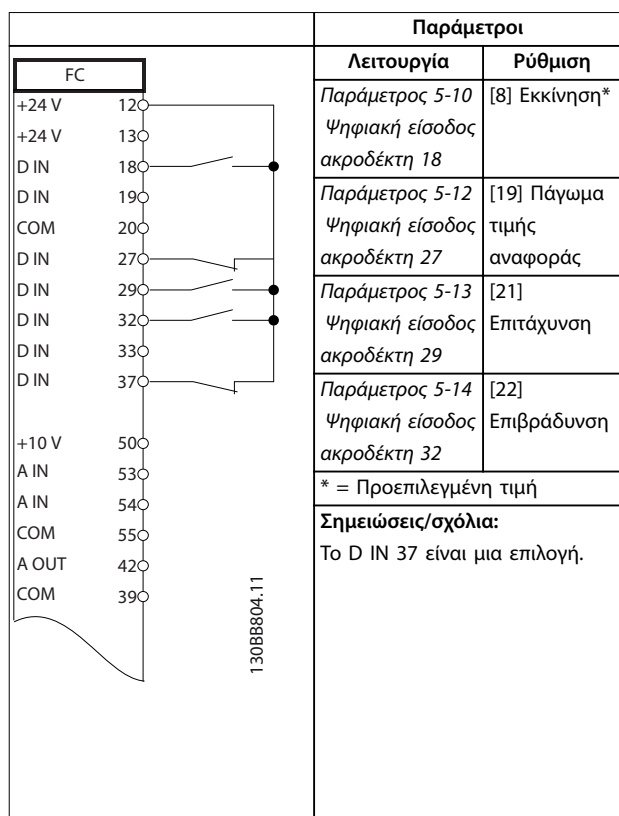 FC
+24 V 12
+24 V 13
D IN 18
D IN 19
COM 20
D IN 27
D IN 29
D IN 32
D IN 33
D IN 37
+10 V 50
A IN 53
A IN 54
COM 55
A OUT 42
COM 39
130BB804.11
Παράμετροι
Λειτουργία Ρύθμιση
Παράμετρος 5-10 [8] Εκκίνηση*
Ψηφιακή είσοδος
ακροδέκτη 18
Παράμετρος 5-12 [19] Πάγωμα
Ψηφιακή είσοδος τιμής
ακροδέκτη 27 αναφοράς
Παράμετρος 5-13 [21]
Ψηφιακή είσοδος Επιτάχυνση
ακροδέκτη 29
Παράμετρος 5-14 [22]
Ψηφιακή είσοδος Επιβράδυνση
ακροδέκτη 32
* = Προεπιλεγμένη τιμή
Σημειώσεις/σχόλια:
Το D IN 37 είναι μια επιλογή.